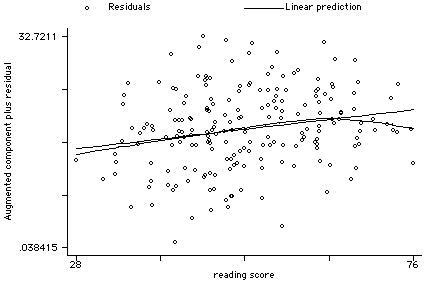 Residuals
Linear prediction
32.7211
Augmented component plus residual
.038415
28
76
reading score